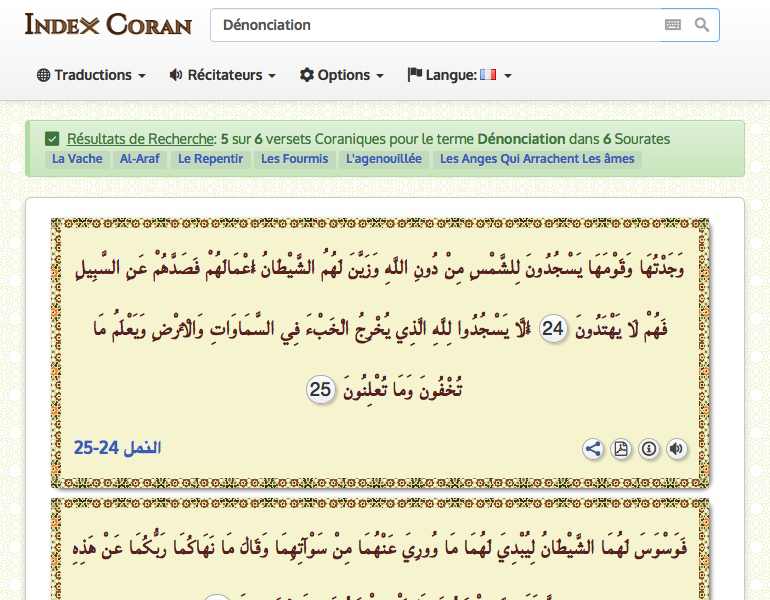 INDEX CORAN
Dénonciation
Traductions Récitateurs Options Langue:
Résultats de Recherche: 5 sur 6 versets Coraniques pour le terme Dénonciation dans 6 Sourates
La Vache Al-Araf Le Repentir Les Fourmis L'agenouillée Les Anges Qui Arrachent Les âmes
وَجَدْتُهَا وَقَوْمَهَا يَسْجُدُونَ لِلشَّمْسِ مِنْ دُونِ اللَّهِ وَزَيَّنَ لَهُمُ الشَّيْطَانُ أَعْمَالَهُمْ فَصَدَّهُمْ عَنِ السَّبِيلِ
فَهُمْ لَا يَهْتَدُونَ 24 أَلَّا يَسْجُدُوا لِلَّهِ الَّذِي يُخْرِجُ الْخَبْءَ فِي السَّمَاوَاتِ وَالْأَرْضِ وَيَعْلَمُ مَا
تُخْفُونَ وَمَا تُعْلِنُونَ 25
النمل 24-25
فَوَسْوَسَ لَهُمَا الشَّيْطَانُ لِيُبْدِيَ لَهُمَا مَا وُورِيَ عَنْهُمَا مِنْ سَوْآتِهِمَا وَقَالَ مَا نَهَاكُمَا رَبُّكُمَا عَنْ هَذِهِ